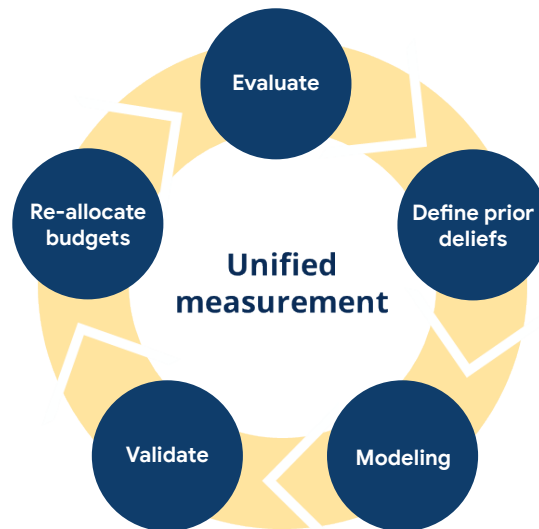 Evaluate
Define prior
deliefs
Modeling
Validate
Re-allocate
budgets
Unified
measurement